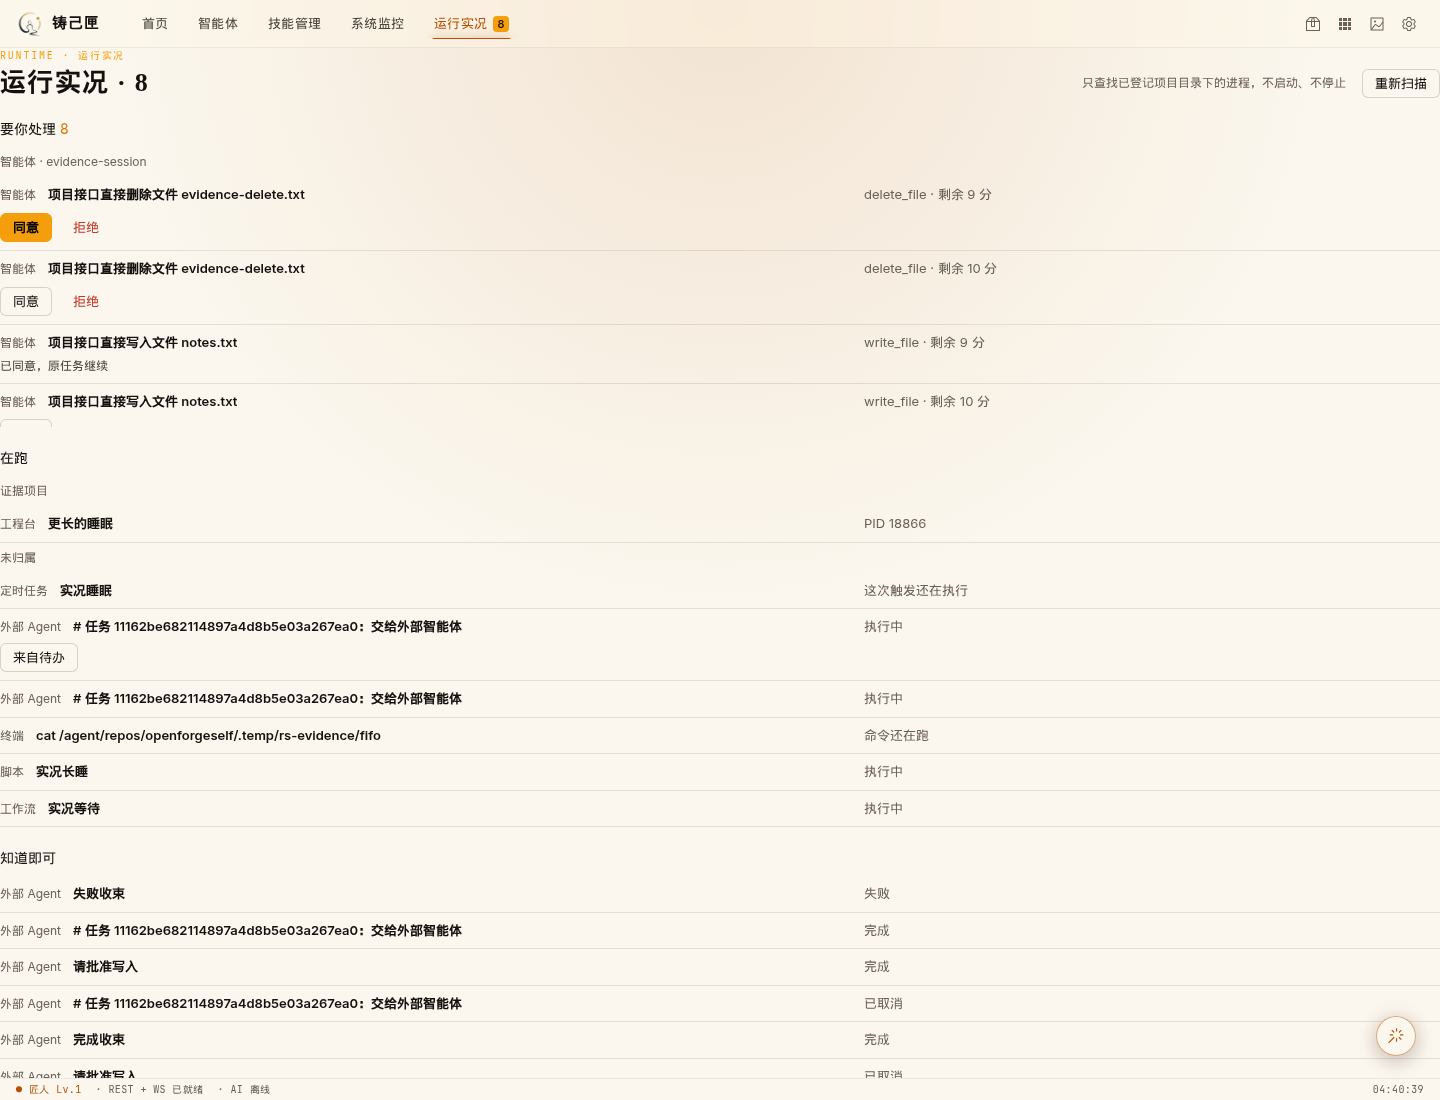 铸己匣 首页 智能体 技能管理 系统监控 运行实况 8
RUNTIME · 运行实况
运行实况 · 8
只查找已登记项目目录下的进程，不启动、不停止 重新扫描
要你处理 8
智能体 · evidence-session
智能体 项目接口直接删除文件 evidence-delete.txt delete_file · 剩余 9 分
同意 拒绝
智能体 项目接口直接删除文件 evidence-delete.txt delete_file · 剩余 10 分
同意 拒绝
智能体 项目接口直接写入文件 notes.txt write_file · 剩余 9 分
已同意，原任务继续
智能体 项目接口直接写入文件 notes.txt write_file · 剩余 10 分
在跑
证据项目
工程台 更长的睡眠 PID 18866
未归属
定时任务 实况睡眠 这次触发还在执行
外部 Agent # 任务 11162be682114897a4d8b5e03a267ea0：交给外部智能体 执行中
来自待办
外部 Agent # 任务 11162be682114897a4d8b5e03a267ea0：交给外部智能体 执行中
终端 cat /agent/repos/openforgeself/.temp/rs-evidence/fifo 命令还在跑
脚本 实况长睡 执行中
工作流 实况等待 执行中
知道即可
外部 Agent 失败收束 失败
外部 Agent # 任务 11162be682114897a4d8b5e03a267ea0：交给外部智能体 完成
外部 Agent 请批准写入 完成
外部 Agent # 任务 11162be682114897a4d8b5e03a267ea0：交给外部智能体 已取消
外部 Agent 完成收束 完成
外部 Agent 请批准写入 已取消
匠人 Lv.1 · REST + WS 已就绪 · AI 离线 04:40:39